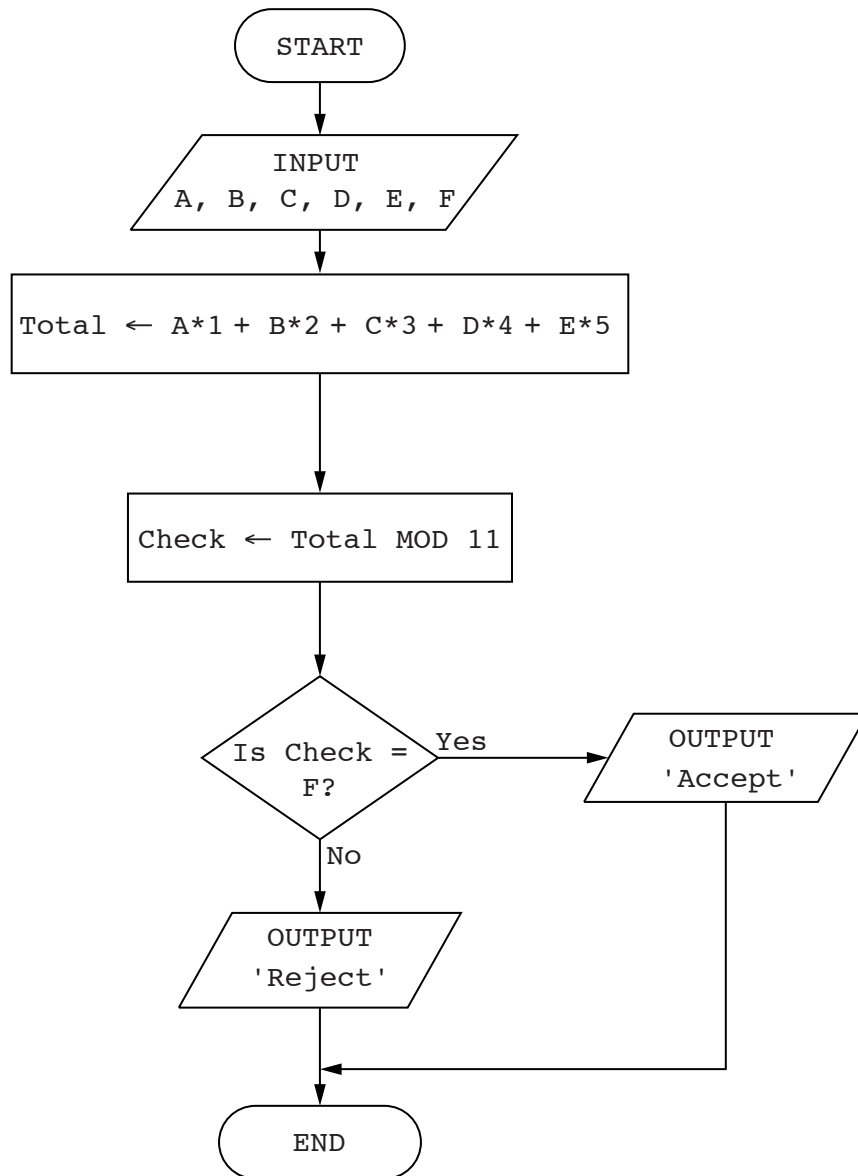 START
INPUT
A, B, C, D, E, F
Total ← A*1 + B*2 + C*3 + D*4 + E*5
Check ← Total MOD 11
Is Check =
F?
Yes
OUTPUT
'Accept'
No
OUTPUT
'Reject'
END